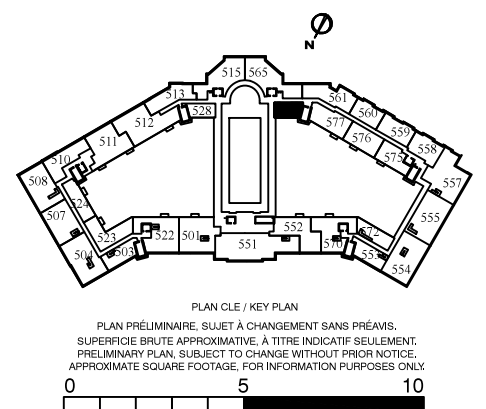 N
515 565
513 561
528 560
512 577 559
511 576 558
510 575
508 557
524
507 555
523 522 501 552 572
504 503 551 570 553 554
PLAN CLE / KEY PLAN
PLAN PRÉLIMINAIRE, SUJET À CHANGEMENT SANS PRÉAVIS.
SUPERFICIE BRUTE APPROXIMATIVE, À TITRE INDICATIF SEULEMENT.
PRELIMINARY PLAN, SUBJECT TO CHANGE WITHOUT PRIOR NOTICE.
APPROXIMATE SQUARE FOOTAGE, FOR INFORMATION PURPOSES ONLY.
0 5 10